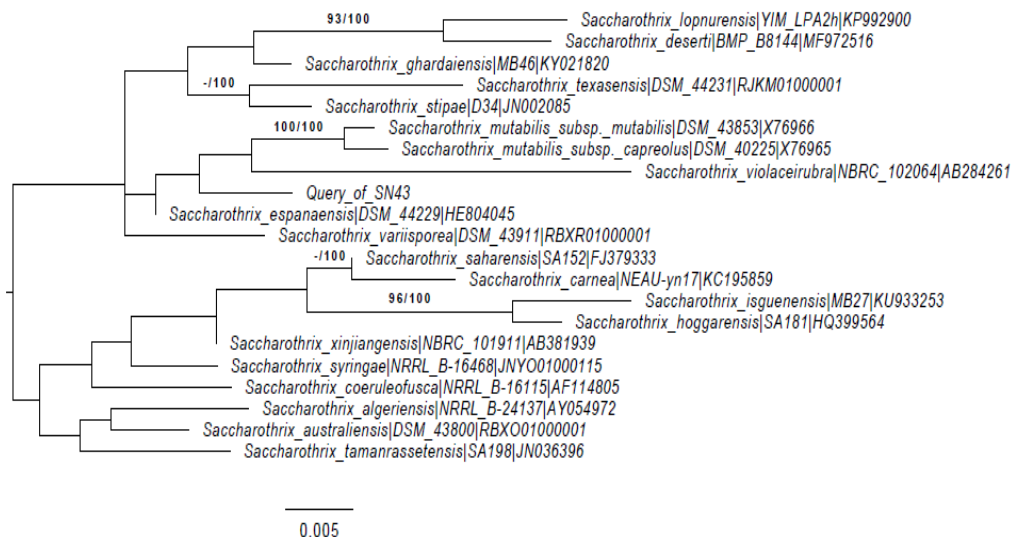 93/100
Saccharothrix_lopnurensis|YIM_LPA2h|KP992900
Saccharothrix_deserti|BMP_B8144|MF972516
Saccharothrix_ghardaiensis|MB46|KY021820
-/100
Saccharothrix_texasensis|DSM_44231|RJKM01000001
Saccharothrix_stipae|D34|JN002085
100/100
Saccharothrix_mutabilis_subsp._mutabilis|DSM_43853|X76966
Saccharothrix_mutabilis_subsp._capreolus|DSM_40225|X76965
Saccharothrix_violaceirubra|NBRC_102064|AB284261
Query_of_SN43
Saccharothrix_espanaensis|DSM_44229|HE804045
Saccharothrix_variisporea|DSM_43911|RBXR01000001
-/100
Saccharothrix_saharensis|SA152|FJ379333
Saccharothrix_carnea|NEAU-yn17|KC195859
96/100
Saccharothrix_isguenensis|MB27|KU933253
Saccharothrix_hoggarensis|SA181|HQ399564
Saccharothrix_xinjiangensis|NBRC_101911|AB381939
Saccharothrix_syringae|NRRL_B-16468|JNYO01000115
Saccharothrix_coeruleofusca|NRRL_B-16115|AF114805
Saccharothrix_algeriensis|NRRL_B-24137|AY054972
Saccharothrix_australiensis|DSM_43800|RBXO01000001
Saccharothrix_tamanrassetensis|SA198|JN036396
0.005